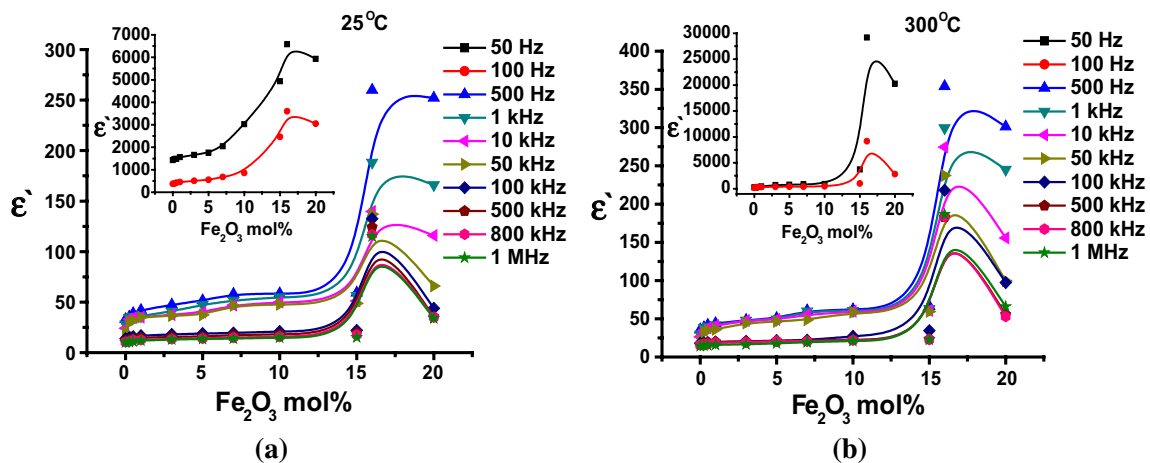 25°C
300
250
200
150
100
50
0
ε‵
0
5
10
15
20
Fe₂O₃ mol%
7000
6000
5000
4000
3000
2000
1000
0
ε‵
0
5
10
15
20
Fe₂O₃ mol%
50 Hz
100 Hz
500 Hz
1 kHz
10 kHz
50 kHz
100 kHz
500 kHz
800 kHz
1 MHz
(a)
300°C
400
350
300
250
200
150
100
50
0
ε‵
0
5
10
15
20
Fe₂O₃ mol%
30000
25000
20000
15000
10000
5000
0
ε‵
0
5
10
15
20
Fe₂O₃ mol%
50 Hz
100 Hz
500 Hz
1 kHz
10 kHz
50 kHz
100 kHz
500 kHz
800 kHz
1 MHz
(b)